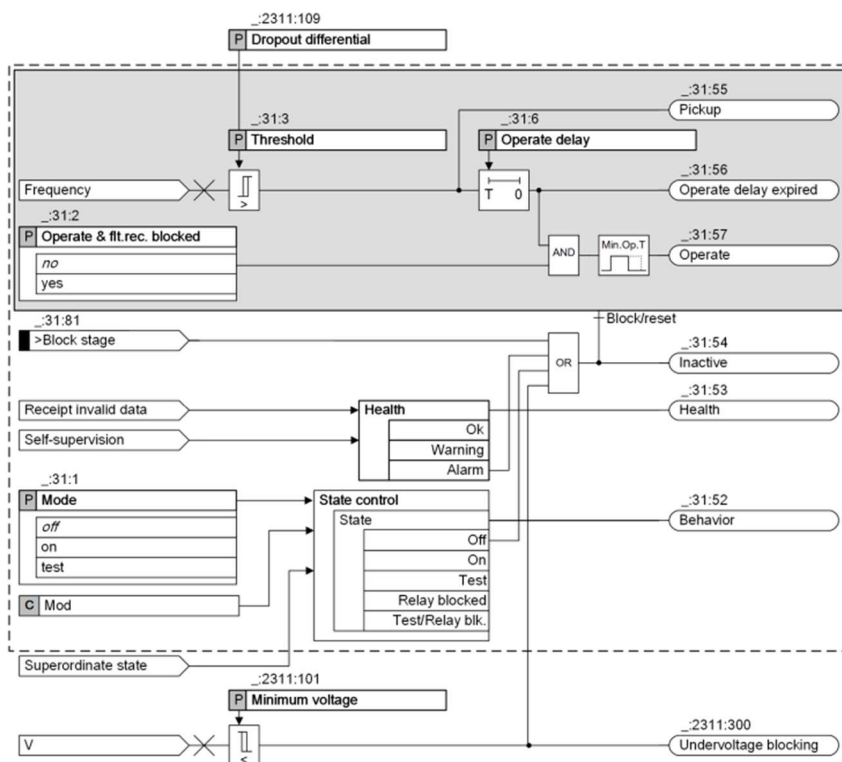 _:2311:109
P Dropout differential
_:31:55
Pickup
_:31:3
P Threshold
_:31:6
P Operate delay
_:31:56
Frequency
>
T 0
Operate delay expired
_:31:2
P Operate & flt.rec. blocked
no
yes
_:31:57
AND
Min.Op.T
Operate
_:31:81
>Block stage
Block/reset
OR
_:31:54
Inactive
_:31:53
Receipt invalid data
Health
Health
Self-supervision
Ok
Warning
Alarm
_:31:1
P Mode
off
on
test
State control
State
Off
On
Test
Relay blocked
Test/Relay blk.
_:31:52
Behavior
C Mod
Superordinate state
_:2311:101
P Minimum voltage
_:2311:300
V
<
Undervoltage blocking